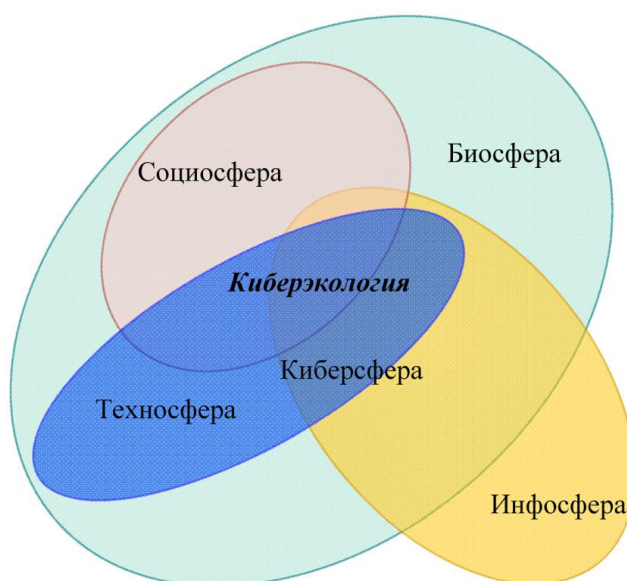 Биосфера
Социосфера
Киберэкология
Киберсфера
Техносфера
Инфосфера